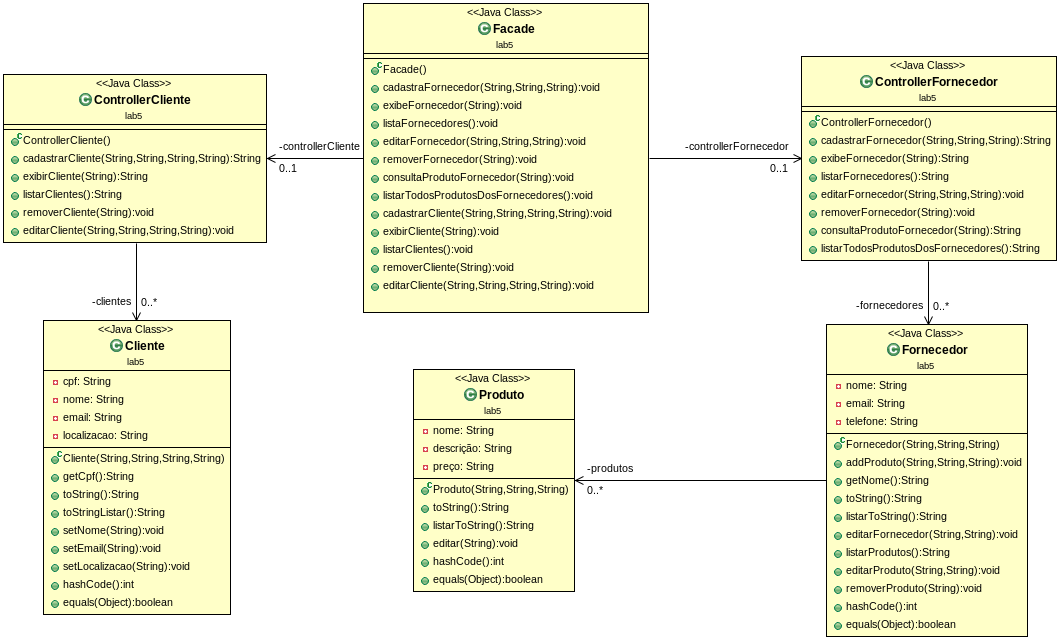 <<Java Class>>
Facade
lab5
Facade()
cadastraFornecedor(String,String,String):void
exibeFornecedor(String):void
listaFornecedores():void
editarFornecedor(String,String,String):void
removerFornecedor(String):void
consultaProdutoFornecedor(String):void
listarTodosProdutosDosFornecedores():void
cadastrarCliente(String,String,String,String):void
exibirCliente(String):void
listarClientes():void
removerCliente(String):void
editarCliente(String,String,String,String):void
-controllerCliente
0..1
-controllerFornecedor
0..1
<<Java Class>>
ControllerCliente
lab5
ControllerCliente()
cadastrarCliente(String,String,String,String):String
exibirCliente(String):String
listarClientes():String
removerCliente(String):void
editarCliente(String,String,String,String):void
<<Java Class>>
ControllerFornecedor
lab5
ControllerFornecedor()
cadastrarFornecedor(String,String,String):String
exibeFornecedor(String):String
listarFornecedores():String
editarFornecedor(String,String,String):void
removerFornecedor(String):void
consultaProdutoFornecedor(String):String
listarTodosProdutosDosFornecedores():String
-clientes
0..*
-fornecedores
0..*
<<Java Class>>
Cliente
lab5
cpf: String
nome: String
email: String
localizacao: String
Cliente(String,String,String,String)
getCpf():String
toString():String
toStringListar():String
setNome(String):void
setEmail(String):void
setLocalizacao(String):void
hashCode():int
equals(Object):boolean
<<Java Class>>
Produto
lab5
nome: String
descrição: String
preço: String
Produto(String,String,String)
toString():String
listarToString():String
editar(String):void
hashCode():int
equals(Object):boolean
-produtos
0..*
<<Java Class>>
Fornecedor
lab5
nome: String
email: String
telefone: String
Fornecedor(String,String,String)
addProduto(String,String,String):void
getNome():String
toString():String
listarToString():String
editarFornecedor(String,String):void
listarProdutos():String
editarProduto(String,String):void
removerProduto(String):void
hashCode():int
equals(Object):boolean